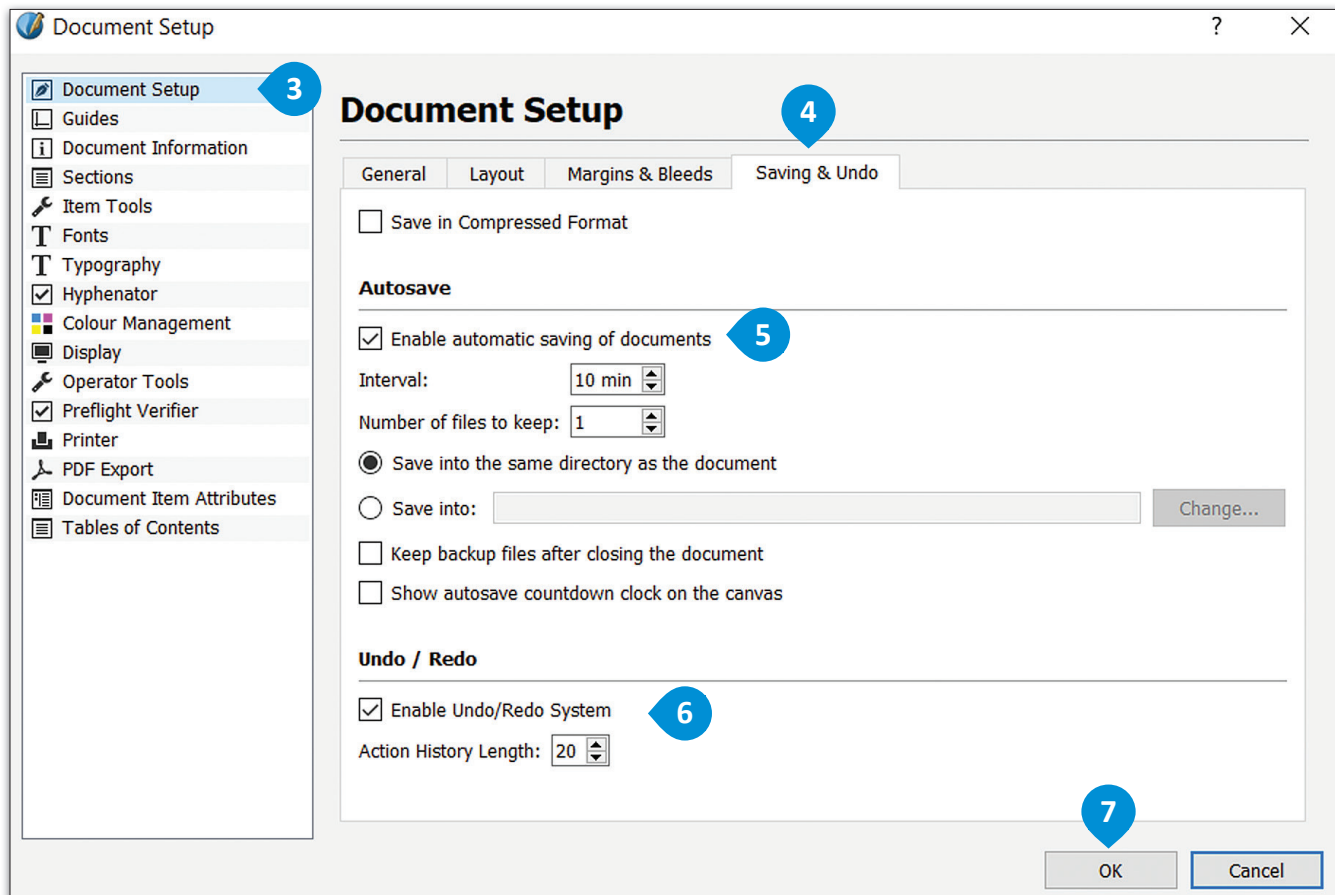 Document Setup
?
Document Setup
3
Guides
Document Information
Sections
Item Tools
Fonts
Typography
Hyphenator
Colour Management
Display
Operator Tools
Preflight Verifier
Printer
PDF Export
Document Item Attributes
Tables of Contents
Document Setup
4
General Layout Margins & Bleeds Saving & Undo
Save in Compressed Format
Autosave
Enable automatic saving of documents
5
Interval: 10 min
Number of files to keep: 1
Save into the same directory as the document
Save into: Change...
Keep backup files after closing the document
Show autosave countdown clock on the canvas
Undo / Redo
Enable Undo/Redo System
6
Action History Length: 20
7
OK Cancel